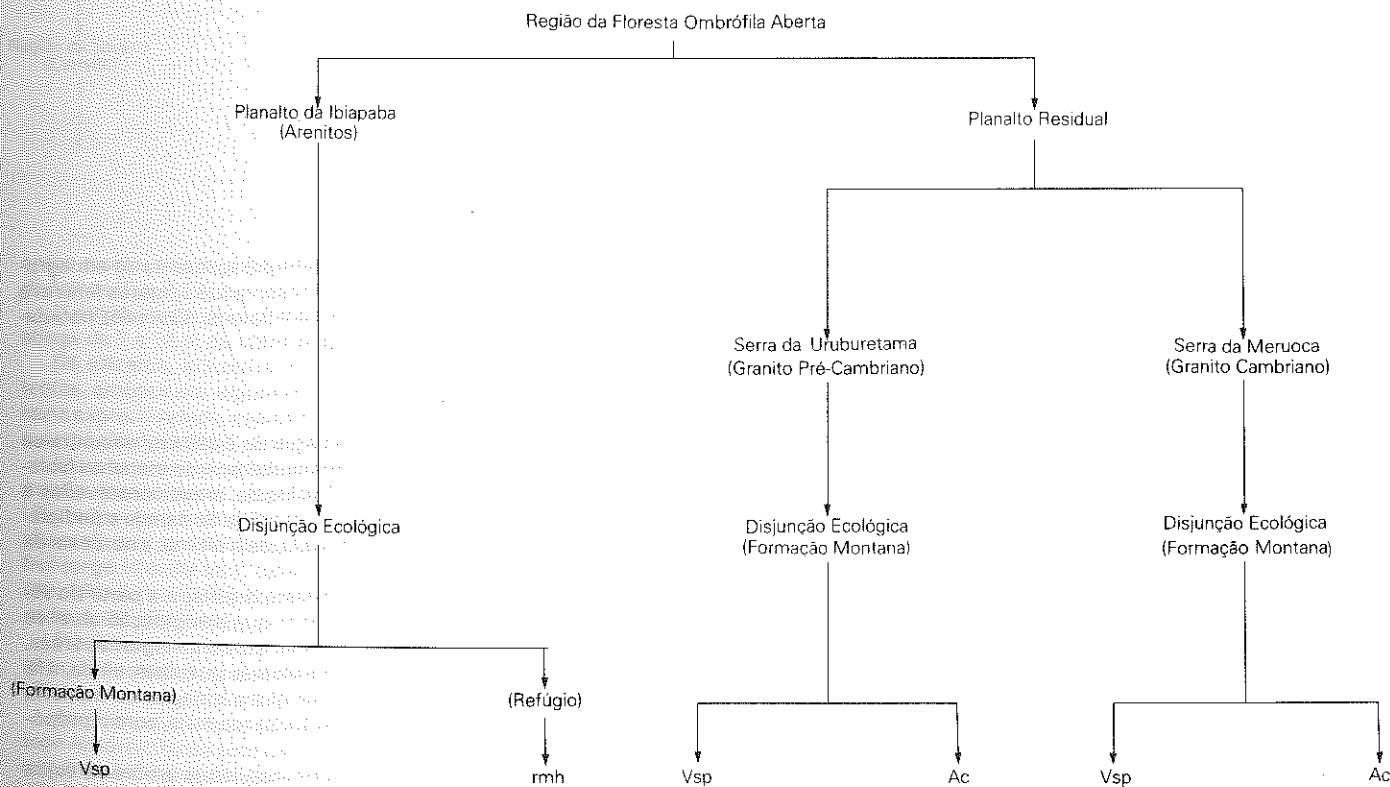 Região da Floresta Ombrófila Aberta
Planalto da Ibiapaba
(Arenitos)
Planalto Residual
Serra da Uruburetama
(Granito Pré-Cambriano)
Serra da Meruoca
(Granito Cambriano)
Disjunção Ecológica
Disjunção Ecológica
(Formação Montana)
Disjunção Ecológica
(Formação Montana)
(Formação Montana)
(Refúgio)
Vsp
rmh
Vsp
Ac
Vsp
Ac